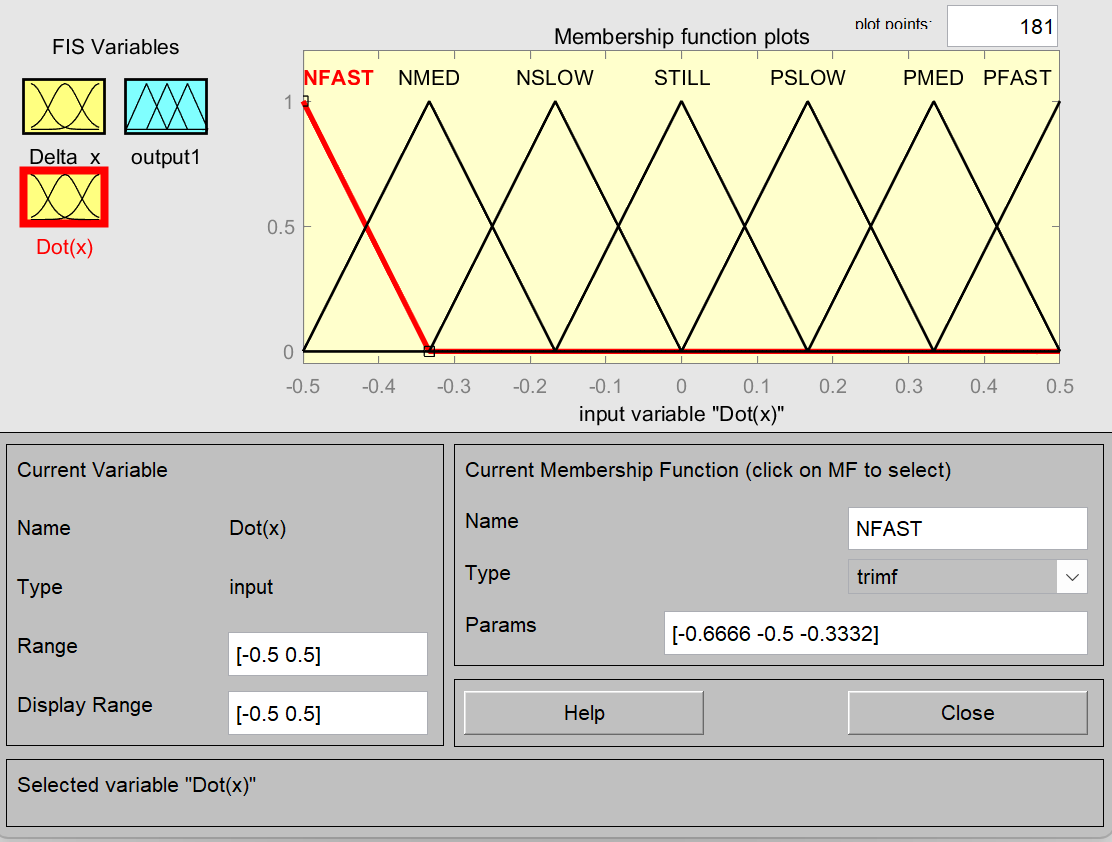 FIS Variables
Delta_x
output1
Dot(x)
Membership function plots
plot points:
181
NFAST
NMED
NSLOW
STILL
PSLOW
PMED
PFAST
1
0.5
0
-0.5
-0.4
-0.3
-0.2
-0.1
0
0.1
0.2
0.3
0.4
0.5
input variable "Dot(x)"
Current Variable
Name
Dot(x)
Type
input
Range
[-0.5 0.5]
Display Range
[-0.5 0.5]
Current Membership Function (click on MF to select)
Name
NFAST
Type
trimf
Params
[-0.6666 -0.5 -0.3332]
Help
Close
Selected variable "Dot(x)"